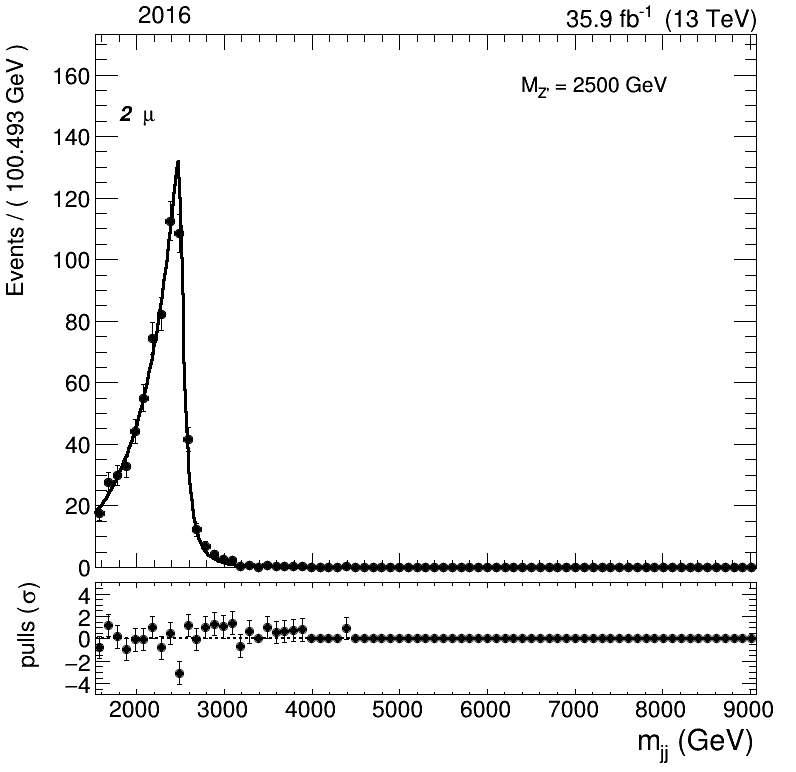 2016
35.9 fb⁻¹ (13 TeV)
Events / ( 100.493 GeV )
160
140
120
100
80
60
40
20
0
M_Z' = 2500 GeV
2 μ
pulls (σ)
4
2
0
−2
−4
2000 3000 4000 5000 6000 7000 8000 9000
m_jj (GeV)